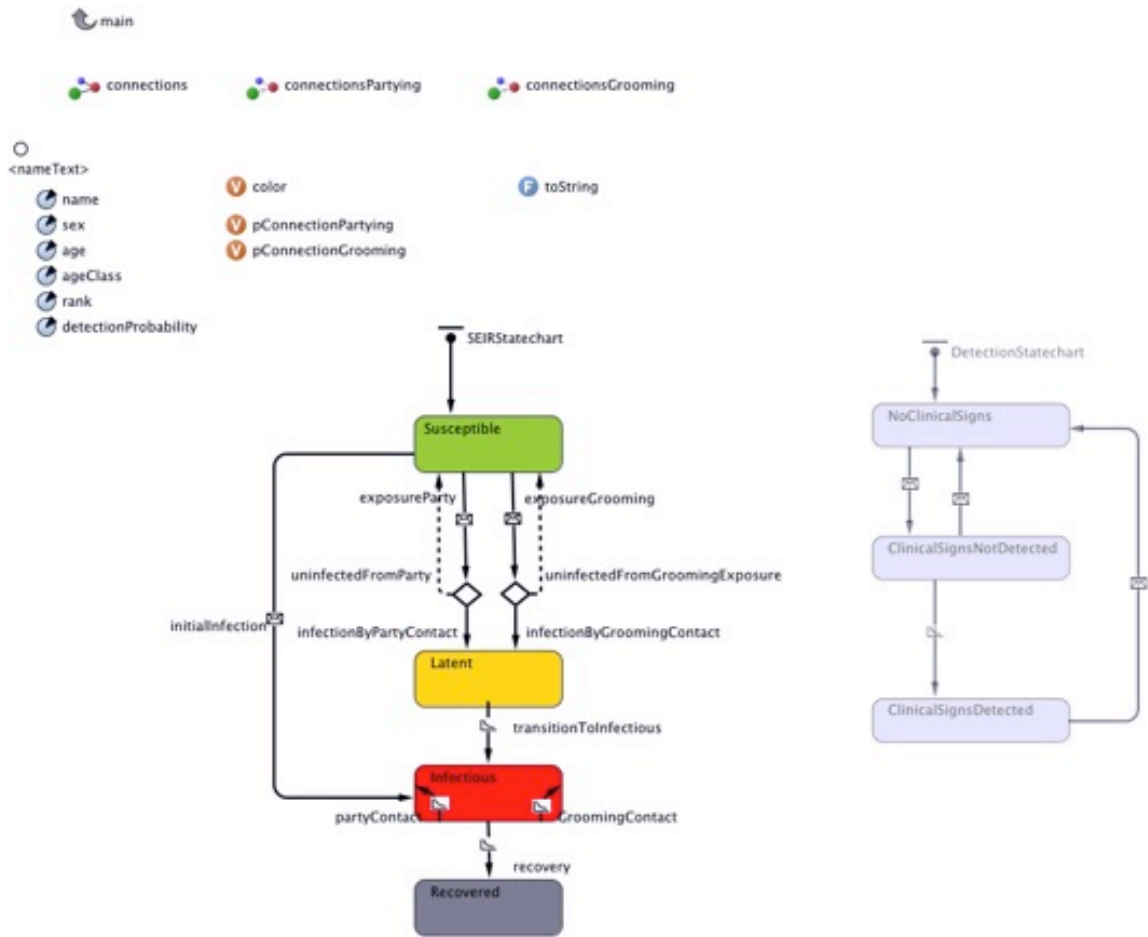 main
connections connectionsPartying connectionsGrooming
<nameText>
name
sex
age
ageClass
rank
detectionProbability
color
pConnectionPartying
pConnectionGrooming
toString
SEIRStatechart
Susceptible
exposureParty exposureGrooming
uninfectedFromParty uninfectedFromGroomingExposure
initialInfection
infectionByPartyContact infectionByGroomingContact
Latent
transitionToInfectious
Infectious
partyContact GroomingContact
recovery
Recovered
DetectionStatechart
NoClinicalSigns
ClinicalSignsNotDetected
ClinicalSignsDetected